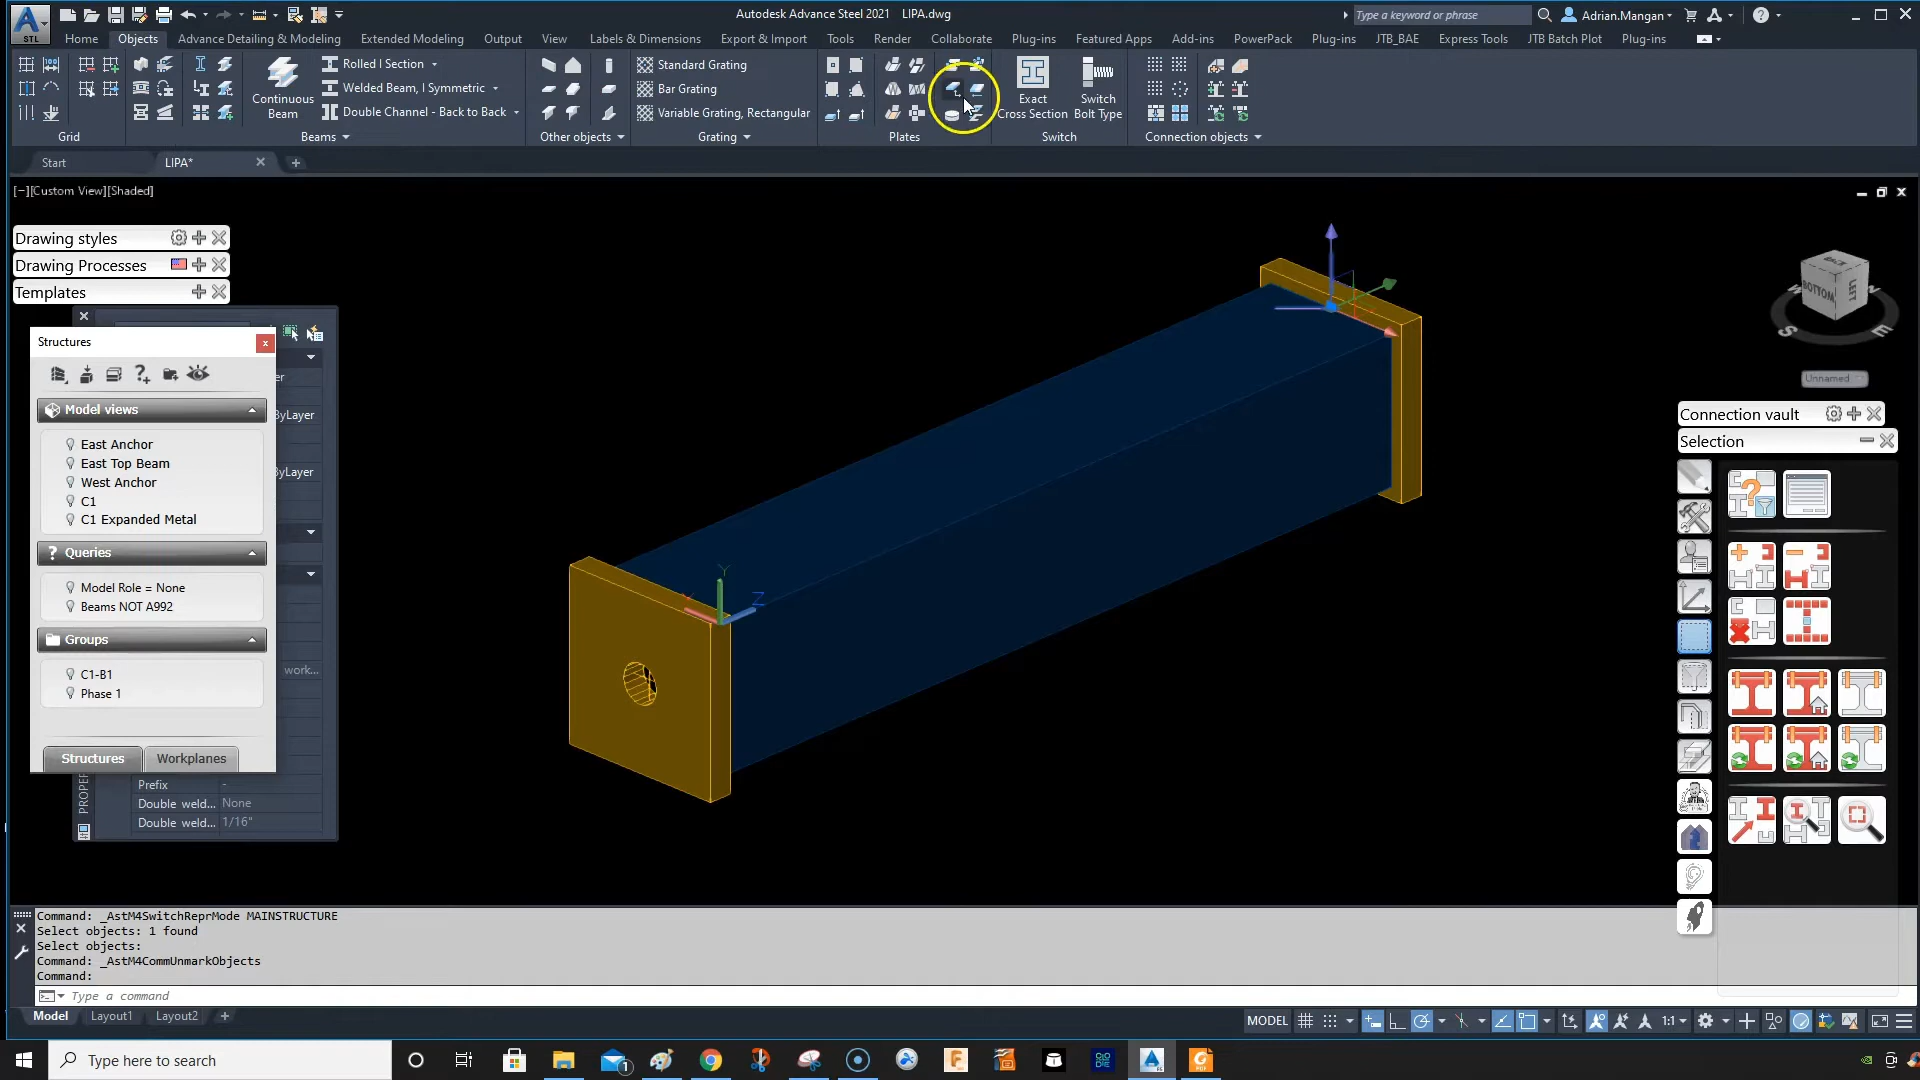 Autodesk Advance Steel 2021 LIPA.dwg
Type a keyword or phrase
Adrian.Mangan
STL
Home Objects Advance Detailing & Modeling Extended Modeling Output View Labels & Dimensions Export & Import Tools Render Collaborate Plug-ins Featured Apps Add-ins PowerPack Plug-ins JTB_BAE Express Tools JTB Batch Plot Plug-ins
Rolled I Section
Welded Beam, I Symmetric
Double Channel - Back to Back
Continuous
Beam
Standard Grating
Bar Grating
Variable Grating, Rectangular
Exact
Cross Section
Switch
Bolt Type
Grid Beams Other objects Grating Plates Switch Connection objects
Start LIPA*
[−][Custom View][Shaded]
Drawing styles
Drawing Processes
Templates
Structures
Model views
East Anchor
East Top Beam
West Anchor
C1
C1 Expanded Metal
Queries
Model Role = None
Beams NOT A992
Groups
C1-B1
Phase 1
Structures Workplanes
ByLayer
ByLayer
work...
Prefix -
Double weld... None
Double weld... 1/16"
Y
Z
BACK
BOTTOM
LEFT
W
S
E
Unnamed
Connection vault
Selection
Command: _AstM4SwitchReprMode MAINSTRUCTURE
Select objects: 1 found
Select objects:
Command: _AstM4CommUnmarkObjects
Command:
Type a command
Model Layout1 Layout2
MODEL
1:1
Type here to search